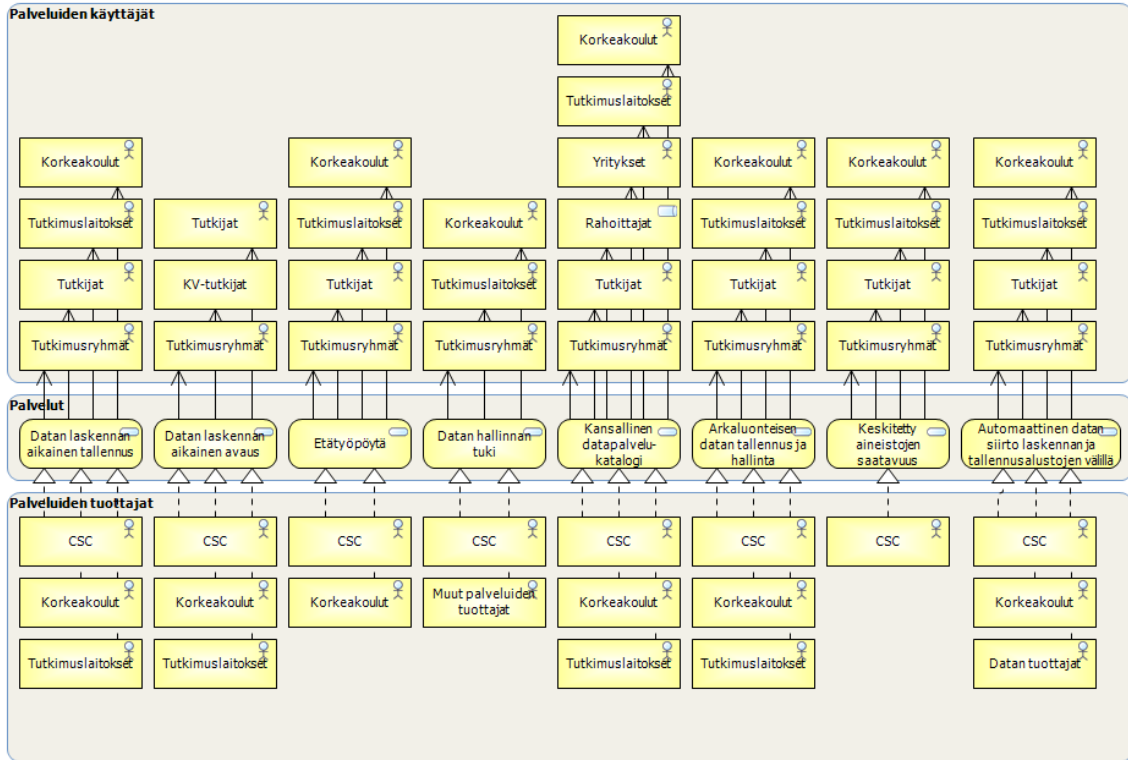 Palveluiden käyttäjät
Korkeakoulut
Tutkimuslaitokset
Korkeakoulut
Korkeakoulut
Yritykset
Korkeakoulut
Korkeakoulut
Korkeakoulut
Tutkimuslaitokset
Tutkijat
Tutkimuslaitokset
Korkeakoulut
Rahoittajat
Tutkimuslaitokset
Tutkimuslaitokset
Tutkimuslaitokset
Tutkijat
KV-tutkijat
Tutkijat
Tutkimuslaitokset
Tutkijat
Tutkijat
Tutkijat
Tutkijat
Tutkimusryhmät
Tutkimusryhmät
Tutkimusryhmät
Tutkimusryhmät
Tutkimusryhmät
Tutkimusryhmät
Tutkimusryhmät
Tutkimusryhmät
Palvelut
Datan laskennan
aikainen tallennus
Datan laskennan
aikainen avaus
Etätyöpöytä
Datan hallinnan
tuki
Kansallinen
datapalvelu-
katalogi
Arkaluonteisen
datan tallennus ja
hallinta
Keskitetty
aineistojen
saatavuus
Automaattinen datan
siirto laskennan ja
tallennusalustojen välillä
Palveluiden tuottajat
CSC
CSC
CSC
CSC
CSC
CSC
CSC
CSC
Korkeakoulut
Korkeakoulut
Korkeakoulut
Muut palveluiden
tuottajat
Korkeakoulut
Korkeakoulut
Korkeakoulut
Tutkimuslaitokset
Tutkimuslaitokset
Tutkimuslaitokset
Tutkimuslaitokset
Datan tuottajat